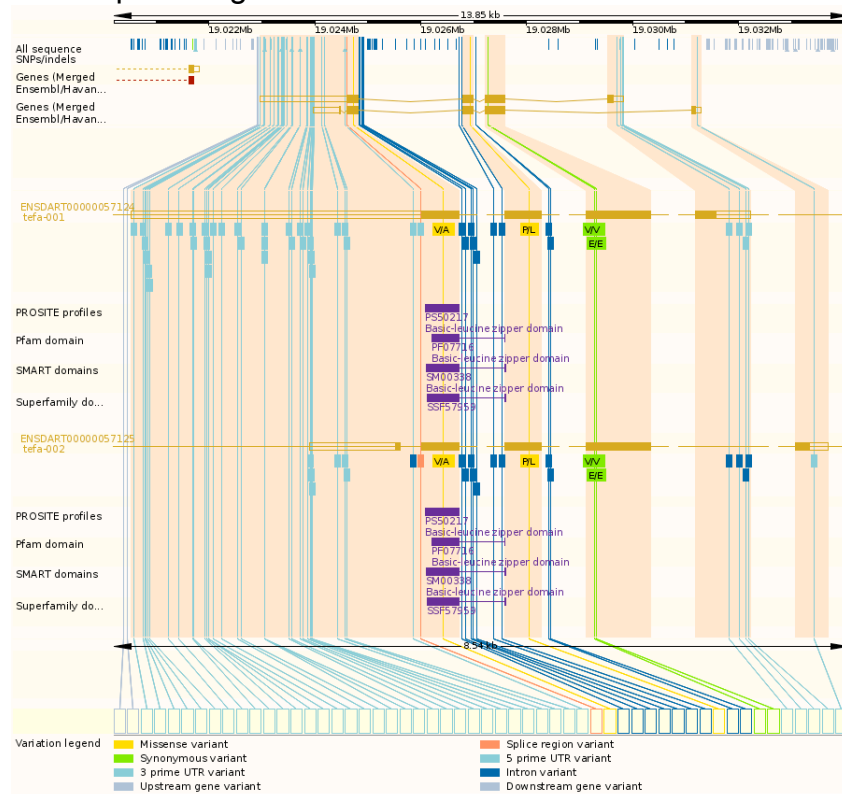 13.85 kb
19.022Mb 19.024Mb 19.026Mb 19.028Mb 19.030Mb 19.032Mb
All sequence
SNPs/indels
Genes (Merged
Ensembl/Havan...
Genes (Merged
Ensembl/Havan...
ENSDART00000057124
tefa-001
V/A P/L V/V
E/E
PROSITE profiles
PS50217
Basic-leucine zipper domain
Pfam domain
PF07716
Basic-leucine zipper domain
SMART domains
SM00338
Basic-leucine zipper domain
Superfamily do...
SSF57959
ENSDART00000057125
tefa-002
V/A P/L V/V
E/E
PROSITE profiles
PS50217
Basic-leucine zipper domain
Pfam domain
PF07716
Basic-leucine zipper domain
SMART domains
SM00338
Basic-leucine zipper domain
Superfamily do...
SSF57959
8.54 kb
Variation legend
Missense variant Splice region variant
Synonymous variant 5 prime UTR variant
3 prime UTR variant Intron variant
Upstream gene variant Downstream gene variant